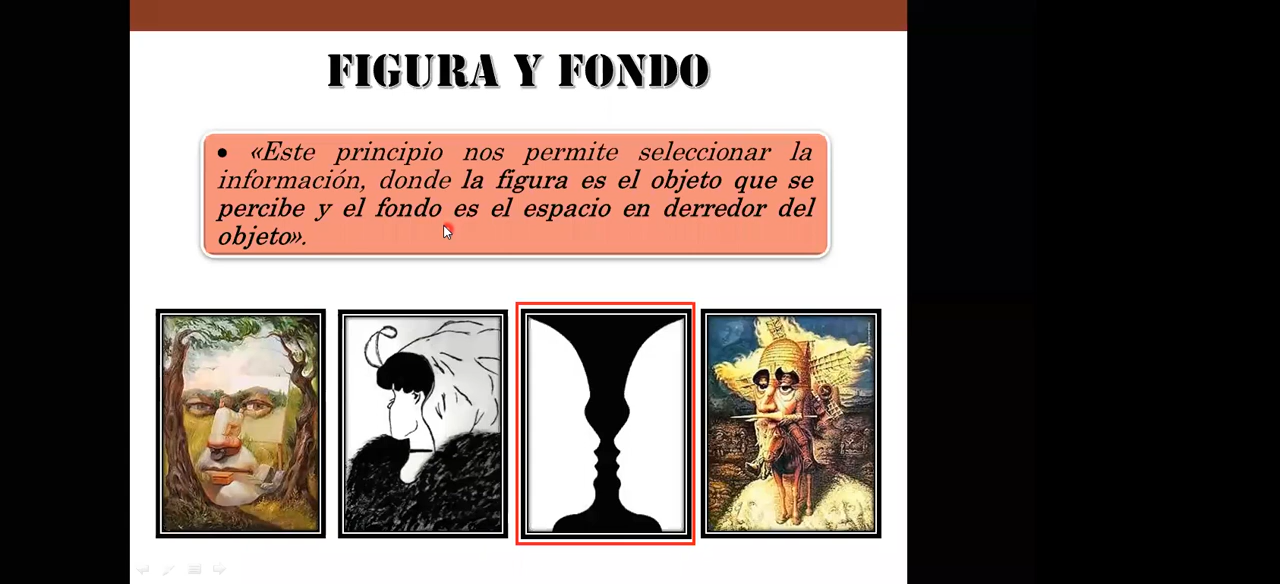 FIGURA Y FONDO
• «Este principio nos permite seleccionar la
información, donde la figura es el objeto que se
percibe y el fondo es el espacio en derredor del
objeto».